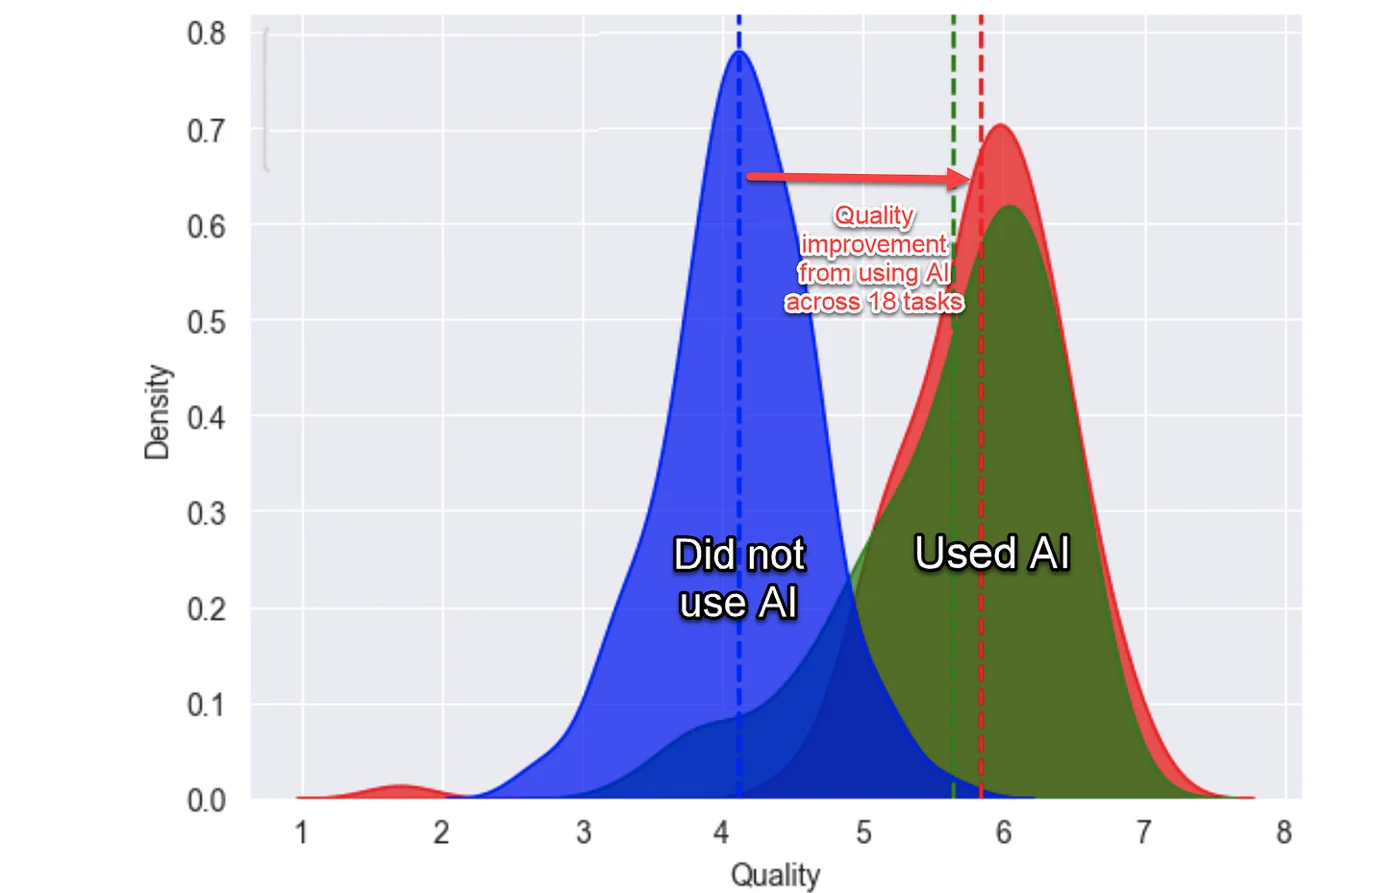 0.8
0.7
0.6
0.5
0.4
0.3
0.2
0.1
0.0
Density
Quality
improvement
from using AI
across 18 tasks
Did not
use AI
Used AI
1 2 3 4 5 6 7 8
Quality